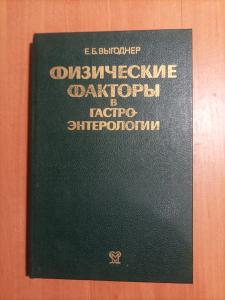 Е.Б.ВЫГОДНЕР
ФИЗИЧЕСКИЕ
ФАКТОРЫ
В
ГАСТРО-
ЭНТЕРОЛОГИИ